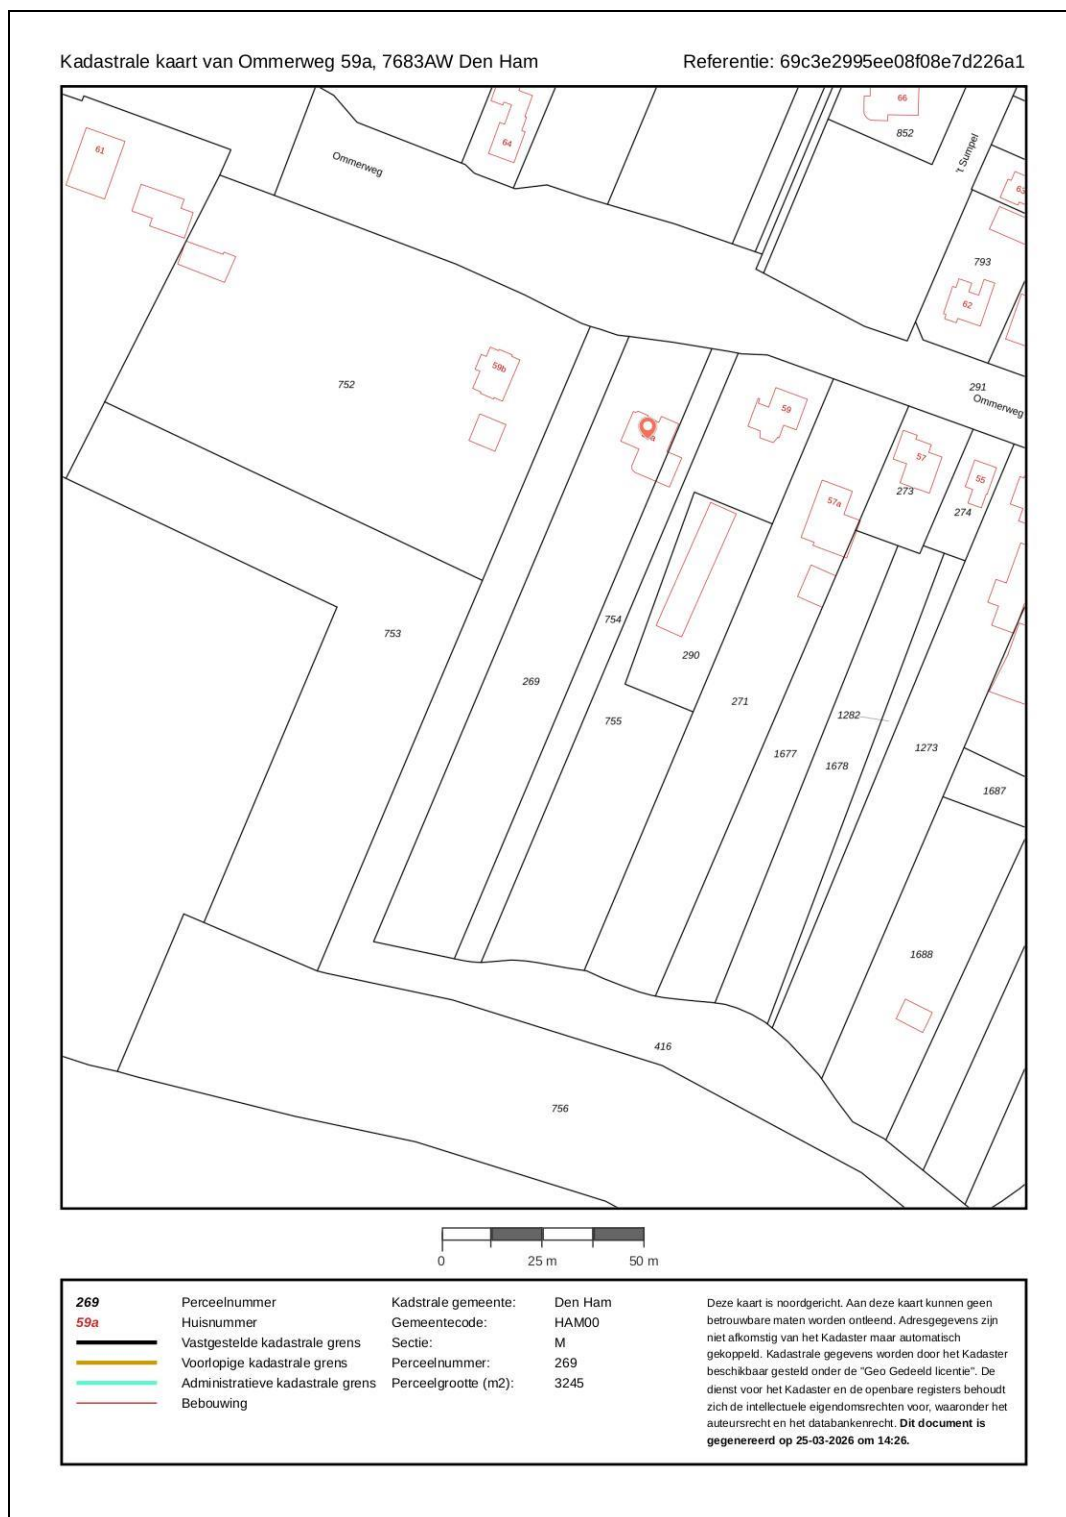 Kadastrale kaart van Ommerweg 59a, 7683AW Den Ham
Referentie: 69c3e2995ee08f08e7d226a1
66
852
't Sumpel
64
61
Ommerweg
63
793
62
291
Ommerweg
59b
752
59
57
55
273
274
57a
754
753
290
269
271
755
1282
1273
1677
1678
1687
1688
416
756
0
25 m
50 m
269 Perceelnummer
59a Huisnummer
Vastgestelde kadastrale grens
Voorlopige kadastrale grens
Administratieve kadastrale grens
Bebouwing
Kadstrale gemeente: Den Ham
Gemeentecode: HAM00
Sectie: M
Perceelnummer: 269
Perceelgrootte (m2): 3245
Deze kaart is noordgericht. Aan deze kaart kunnen geen
betrouwbare maten worden ontleend. Adresgegevens zijn
niet afkomstig van het Kadaster maar automatisch
gekoppeld. Kadastrale gegevens worden door het Kadaster
beschikbaar gesteld onder de "Geo Gedeeld licentie". De
dienst voor het Kadaster en de openbare registers behoudt
zich de intellectuele eigendomsrechten voor, waaronder het
auteursrecht en het databankenrecht. Dit document is
gegenereerd op 25-03-2026 om 14:26.